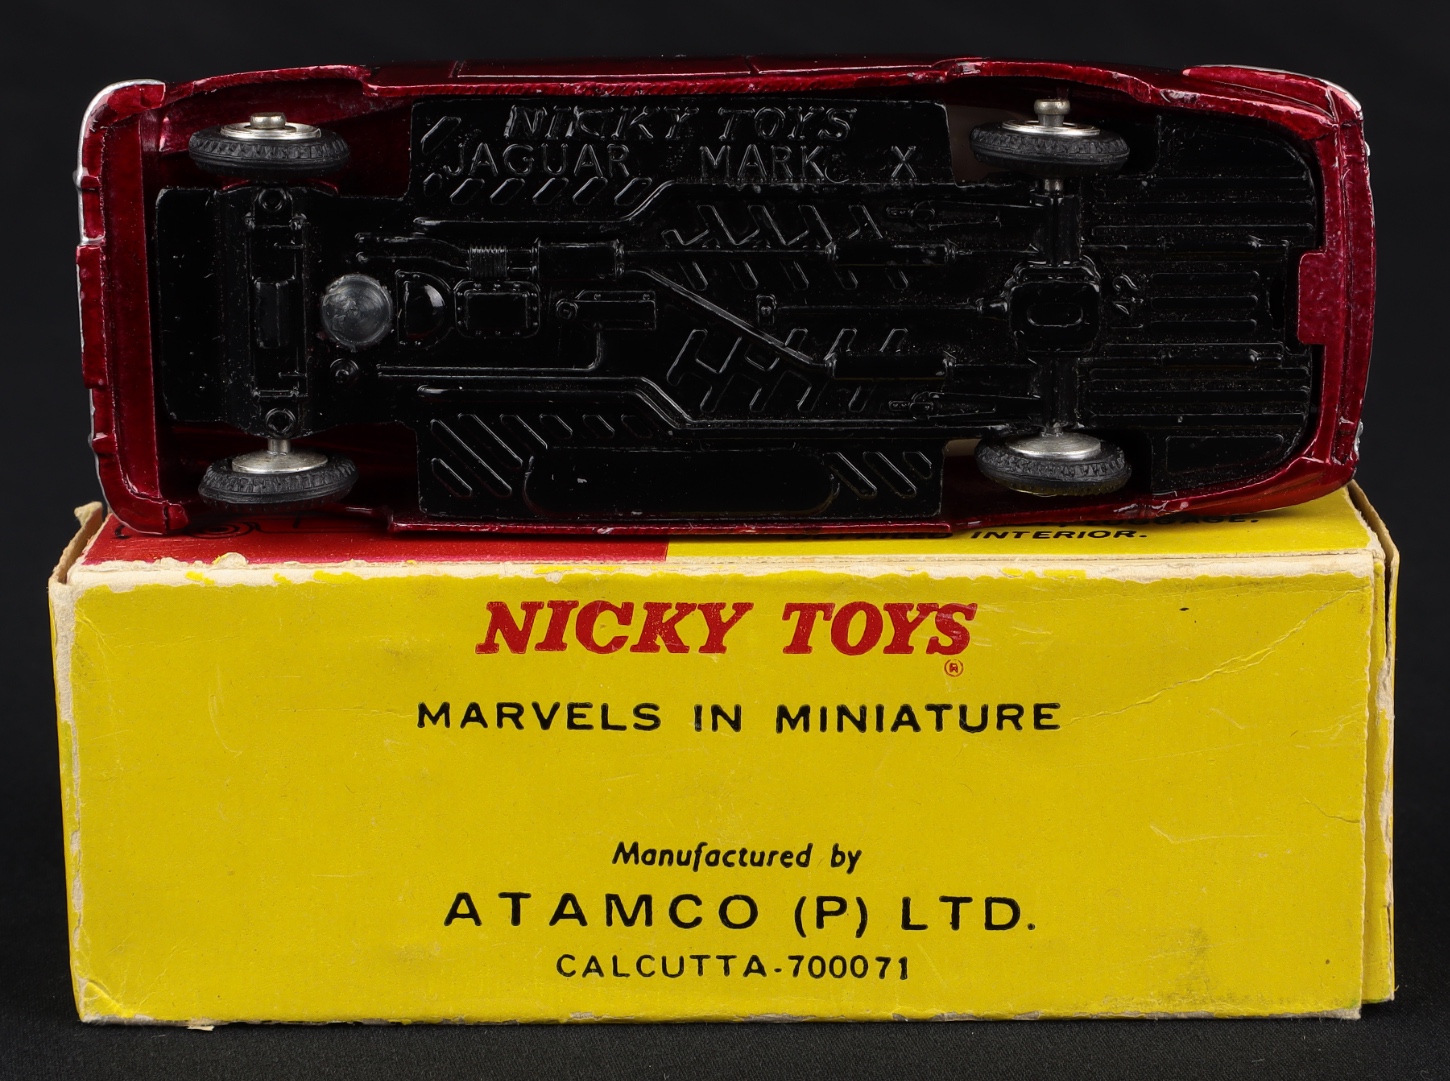 NICKY TOYS
JAGUAR MARK X
INTERIOR.
NICKY TOYS
®
MARVELS IN MINIATURE
Manufactured by
ATAMCO (P) LTD.
CALCUTTA-700071